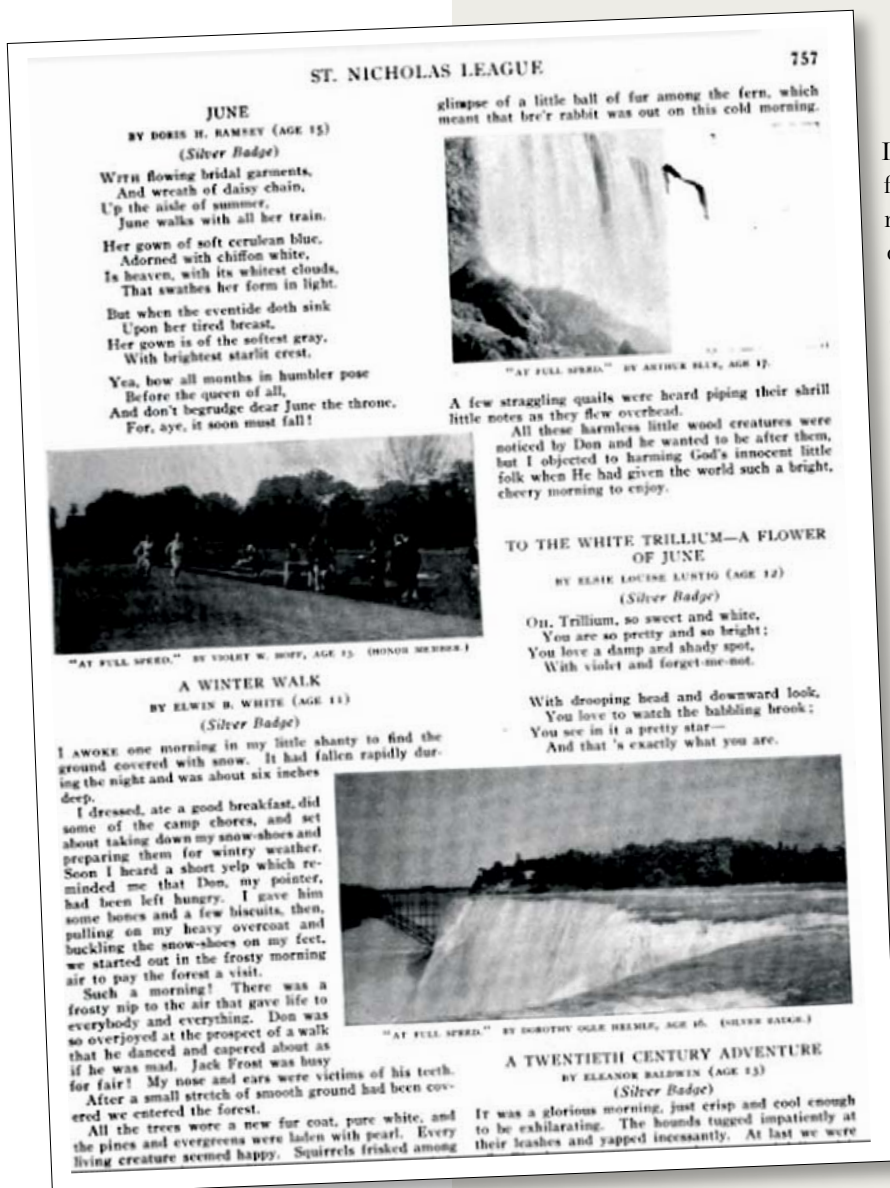 ST. NICHOLAS LEAGUE
757
JUNE
BY DORIS H. RAMSEY (AGE 15)
(Silver Badge)
WITH flowing bridal garments,
And wreath of daisy chain,
Up the aisle of summer,
June walks with all her train.
Her gown of soft cerulean blue,
Adorned with chiffon white,
Is heaven, with its whitest clouds,
That swathes her form in light.
But when the eventide doth sink
Upon her tired breast,
Her gown is of the softest gray,
With brightest starlit crest.
Yea, bow all months in humbler pose
Before the queen of all,
And don't begrudge dear June the throne,
For, aye, it soon must fall!
"AT FULL SPEED." BY VIOLET W. HOFF, AGE 13. (HONOR MEMBER.)
A WINTER WALK
BY ELWIN B. WHITE (AGE 11)
(Silver Badge)
I AWOKE one morning in my little shanty to find the
ground covered with snow. It had fallen rapidly dur-
ing the night and was about six inches
deep.
I dressed, ate a good breakfast, did
some of the camp chores, and set
about taking down my snow-shoes and
preparing them for wintry weather.
Soon I heard a short yelp which re-
minded me that Don, my pointer,
had been left hungry. I gave him
some bones and a few biscuits, then,
pulling on my heavy overcoat and
buckling the snow-shoes on my feet,
we started out in the frosty morning
air to pay the forest a visit.
Such a morning! There was a
frosty nip to the air that gave life to
everybody and everything. Don was
so overjoyed at the prospect of a walk
that he danced and capered about as
if he was mad. Jack Frost was busy
for fair! My nose and ears were victims of his teeth.
After a small stretch of smooth ground had been cov-
ered we entered the forest.
All the trees wore a new fur coat, pure white, and
the pines and evergreens were laden with pearl. Every
living creature seemed happy. Squirrels frisked among
glimpse of a little ball of fur among the fern, which
meant that bre'r rabbit was out on this cold morning.
"AT FULL SPEED." BY ARTHUR BLUE, AGE 17.
A few straggling quails were heard piping their shrill
little notes as they flew overhead.
All these harmless little wood creatures were
noticed by Don and he wanted to be after them,
but I objected to harming God's innocent little
folk when He had given the world such a bright,
cheery morning to enjoy.
TO THE WHITE TRILLIUM—A FLOWER
OF JUNE
BY ELSIE LOUISE LUSTIG (AGE 12)
(Silver Badge)
OH, Trillium, so sweet and white,
You are so pretty and so bright;
You love a damp and shady spot,
With violet and forget-me-not.
With drooping head and downward look,
You love to watch the babbling brook;
You see in it a pretty star—
And that 's exactly what you are.
"AT FULL SPEED." BY DOROTHY OGLE HELMLE, AGE 16. (SILVER BADGE.)
A TWENTIETH CENTURY ADVENTURE
BY ELEANOR BALDWIN (AGE 13)
(Silver Badge)
IT was a glorious morning, just crisp and cool enough
to be exhilarating. The hounds tugged impatiently at
their leashes and yapped incessantly. At last we were